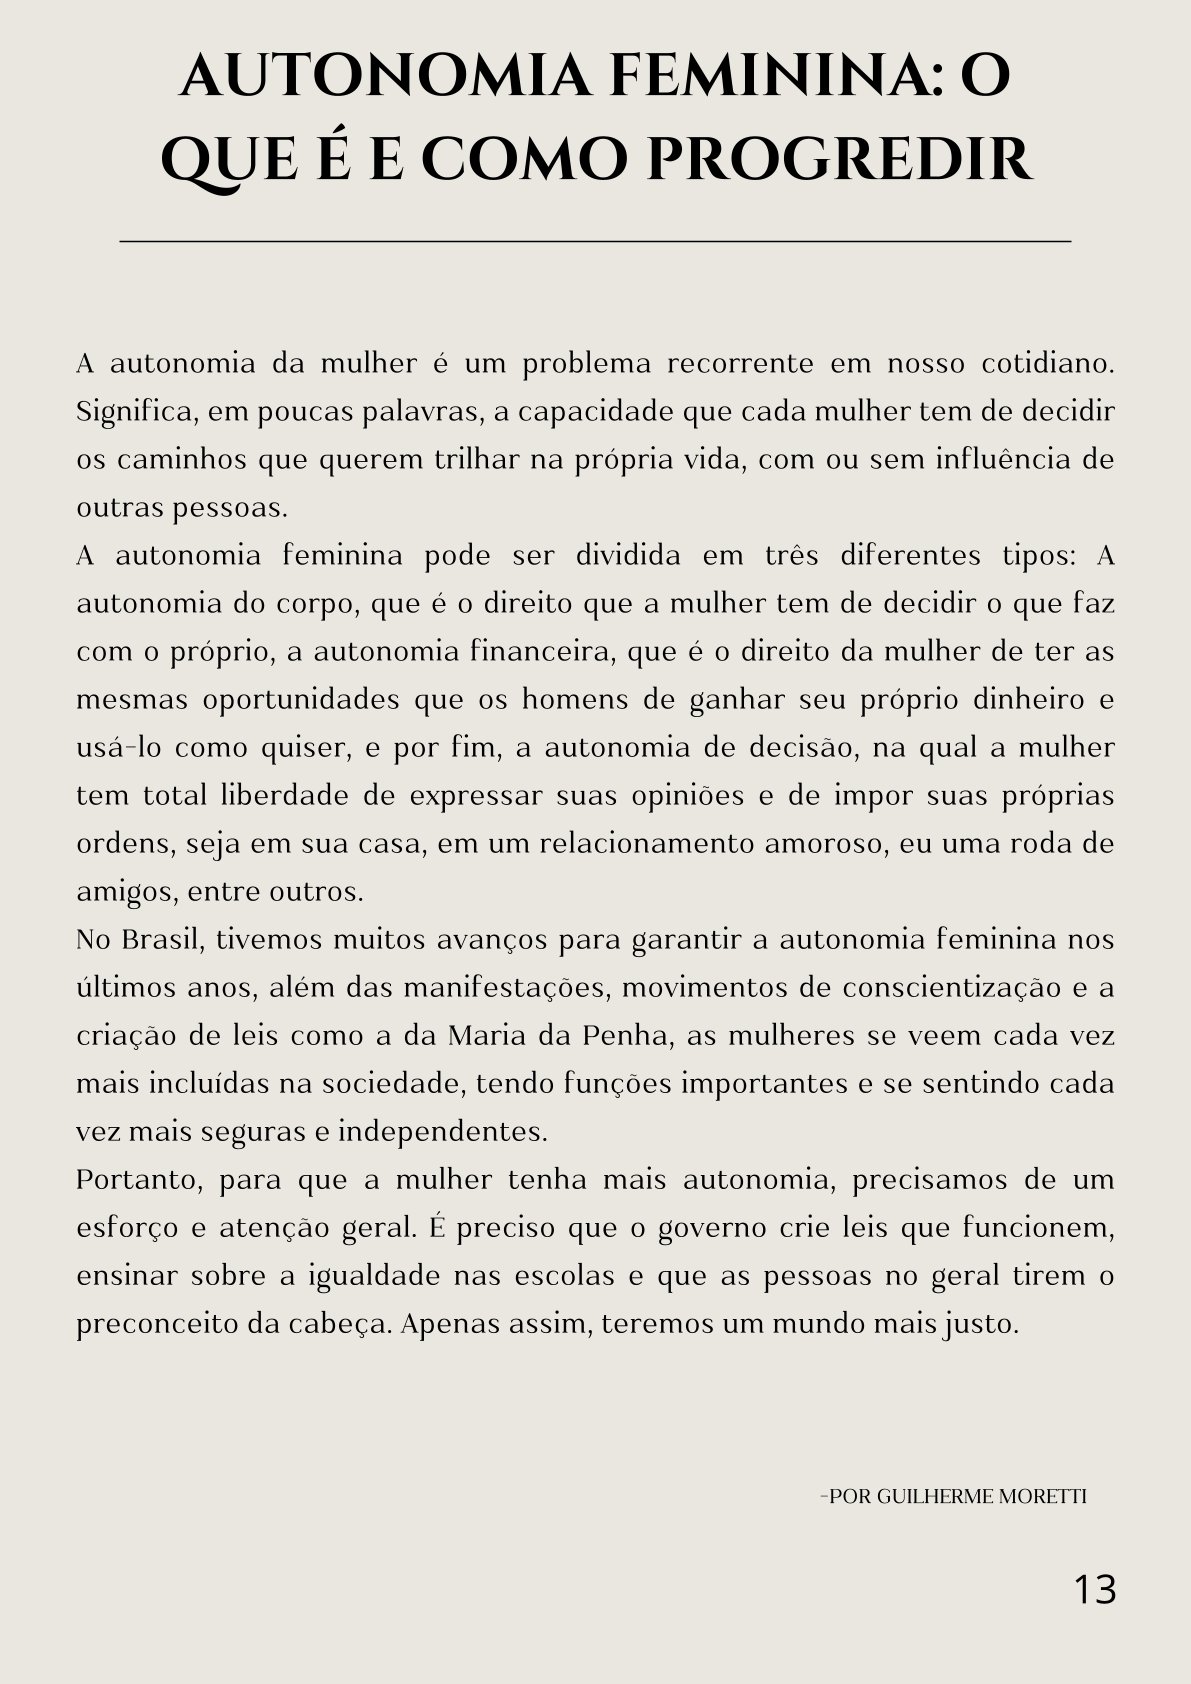 AUTONOMIA FEMININA: O
QUE É E COMO PROGREDIR
A autonomia da mulher é um problema recorrente em nosso cotidiano.
Significa, em poucas palavras, a capacidade que cada mulher tem de decidir
os caminhos que querem trilhar na própria vida, com ou sem influência de
outras pessoas.
A autonomia feminina pode ser dividida em três diferentes tipos: A
autonomia do corpo, que é o direito que a mulher tem de decidir o que faz
com o próprio, a autonomia financeira, que é o direito da mulher de ter as
mesmas oportunidades que os homens de ganhar seu próprio dinheiro e
usá-lo como quiser, e por fim, a autonomia de decisão, na qual a mulher
tem total liberdade de expressar suas opiniões e de impor suas próprias
ordens, seja em sua casa, em um relacionamento amoroso, eu uma roda de
amigos, entre outros.
No Brasil, tivemos muitos avanços para garantir a autonomia feminina nos
últimos anos, além das manifestações, movimentos de conscientização e a
criação de leis como a da Maria da Penha, as mulheres se veem cada vez
mais incluídas na sociedade, tendo funções importantes e se sentindo cada
vez mais seguras e independentes.
Portanto, para que a mulher tenha mais autonomia, precisamos de um
esforço e atenção geral. É preciso que o governo crie leis que funcionem,
ensinar sobre a igualdade nas escolas e que as pessoas no geral tirem o
preconceito da cabeça. Apenas assim, teremos um mundo mais justo.
-POR GUILHERME MORETTI
13